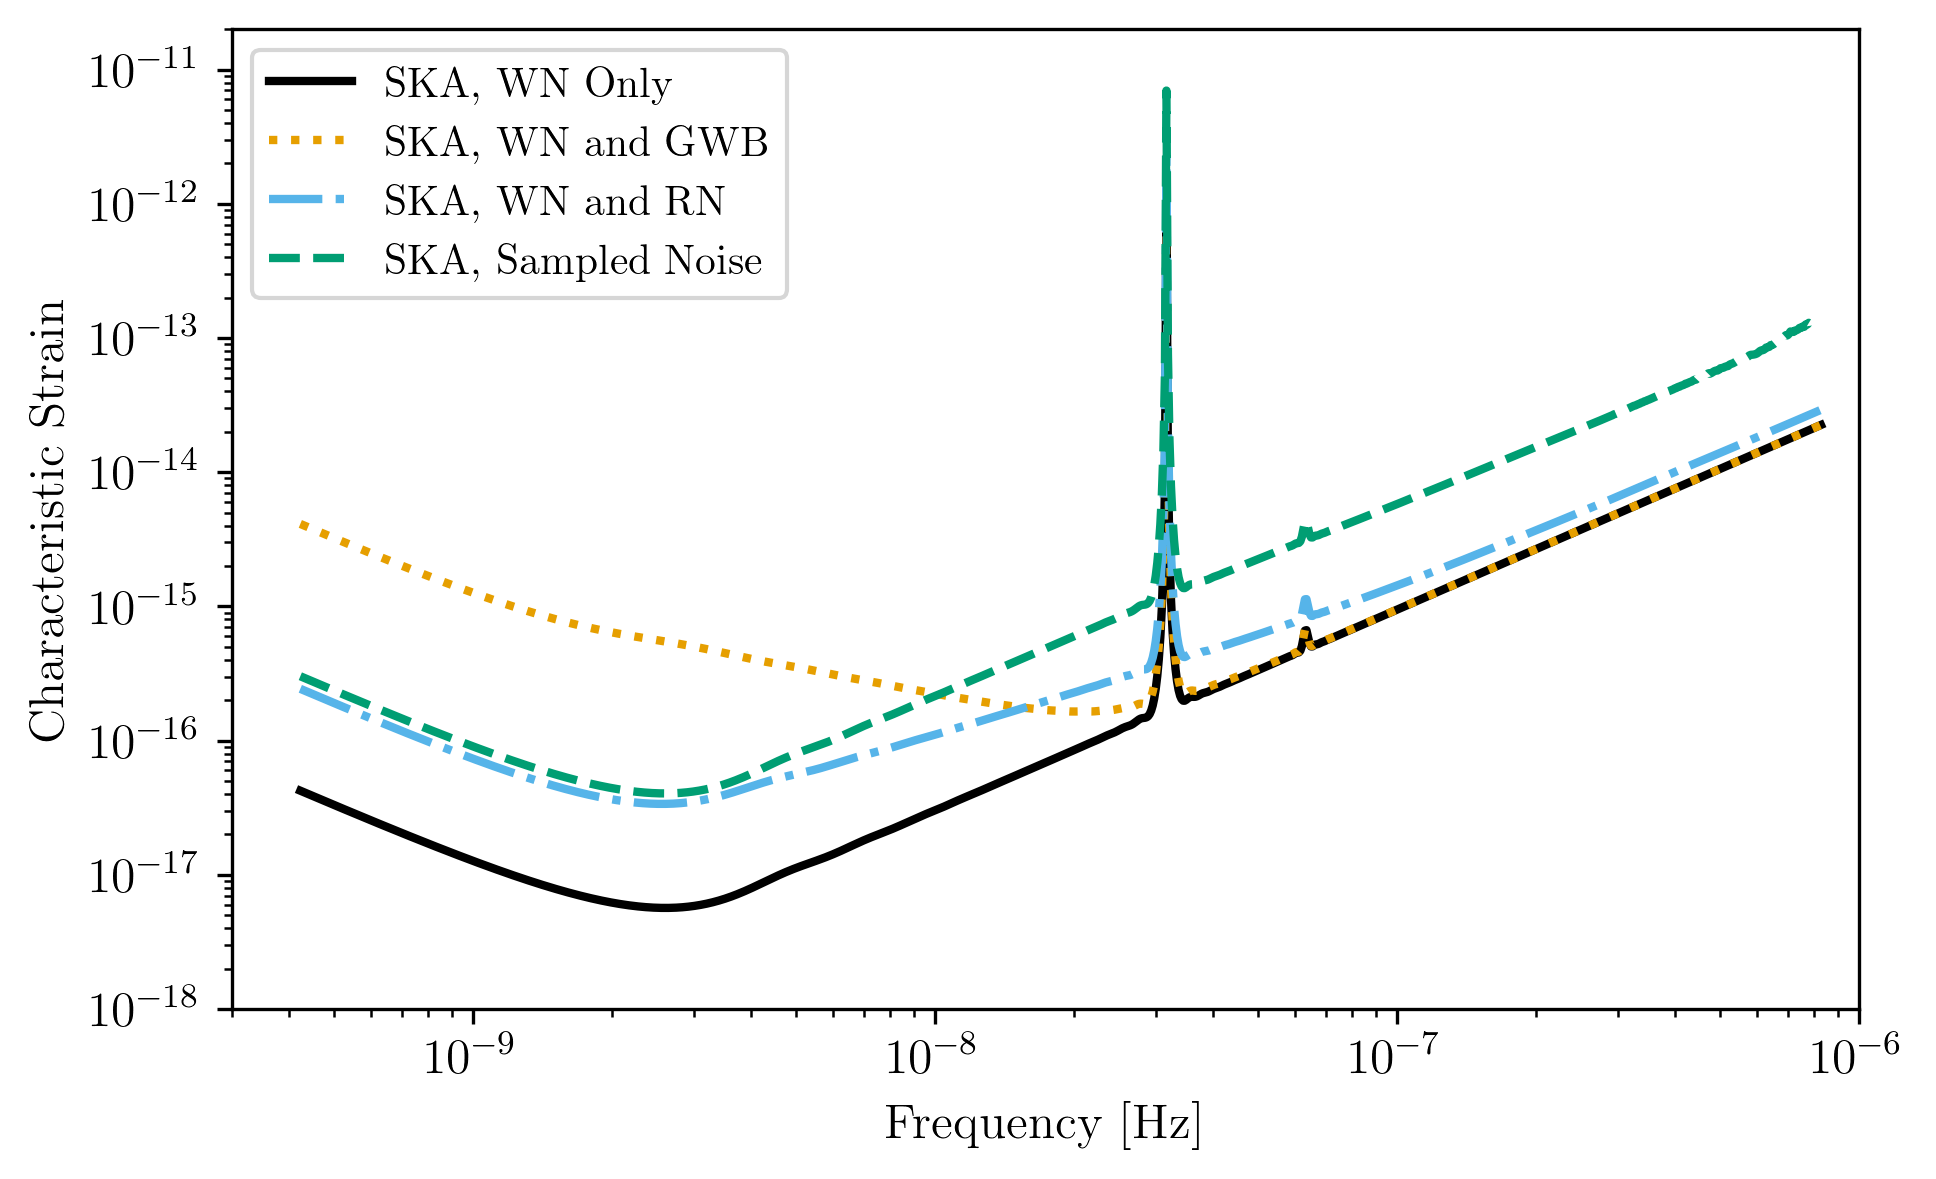 SKA, WN Only
SKA, WN and GWB
SKA, WN and RN
SKA, Sampled Noise
Characteristic Strain
10⁻¹¹
10⁻¹²
10⁻¹³
10⁻¹⁴
10⁻¹⁵
10⁻¹⁶
10⁻¹⁷
10⁻¹⁸
10⁻⁹ 10⁻⁸ 10⁻⁷ 10⁻⁶
Frequency [Hz]